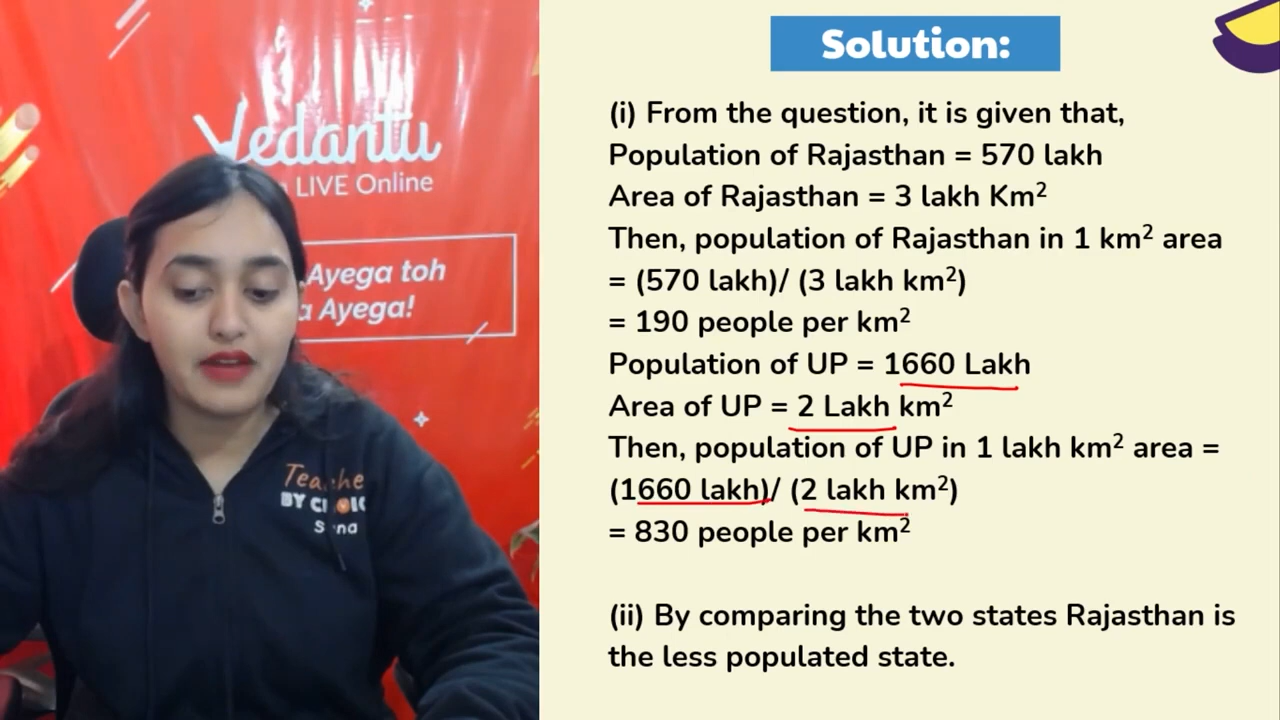 Vedantu
LIVE Online
Ayega toh
Ayega!
BY
Solution:
(i) From the question, it is given that,
Population of Rajasthan = 570 lakh
Area of Rajasthan = 3 lakh Km²
Then, population of Rajasthan in 1 km² area
= (570 lakh)/ (3 lakh km²)
= 190 people per km²
Population of UP = 1660 Lakh
Area of UP = 2 Lakh km²
Then, population of UP in 1 lakh km² area =
(1660 lakh)/ (2 lakh km²)
= 830 people per km²
(ii) By comparing the two states Rajasthan is
the less populated state.